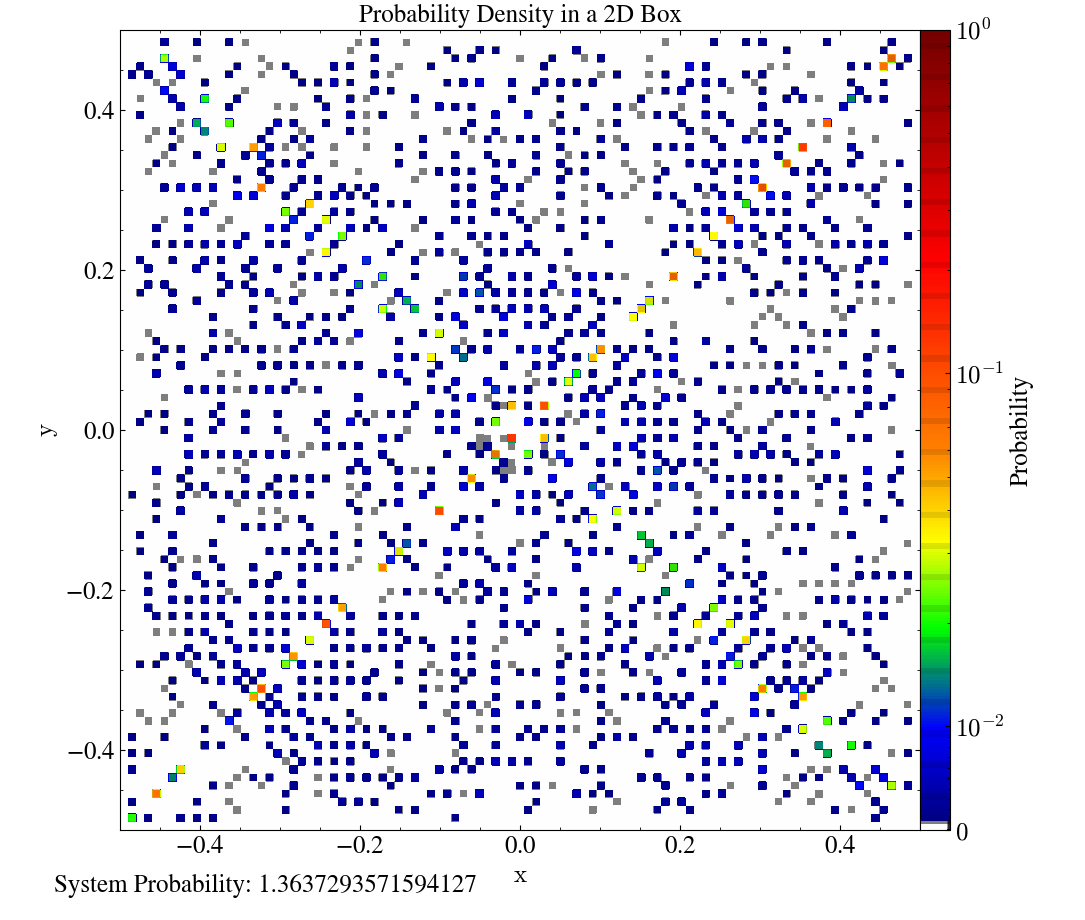 Probability Density in a 2D Box
10^0
0.4
0.2
10^-1
Probability
y
0.0
−0.2
−0.4
10^-2
0
−0.4 −0.2 0.0 0.2 0.4
x
System Probability: 1.3637293571594127